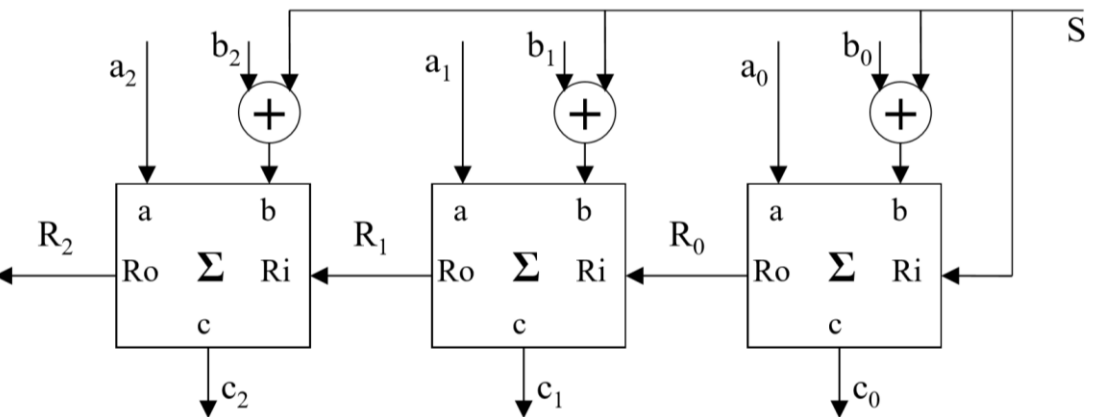 S
a₂ b₂ + a₁ b₁ + a₀ b₀ +
a b a b a b
R₂ R₁ R₀
Ro Σ Ri Ro Σ Ri Ro Σ Ri
c c c
c₂ c₁ c₀